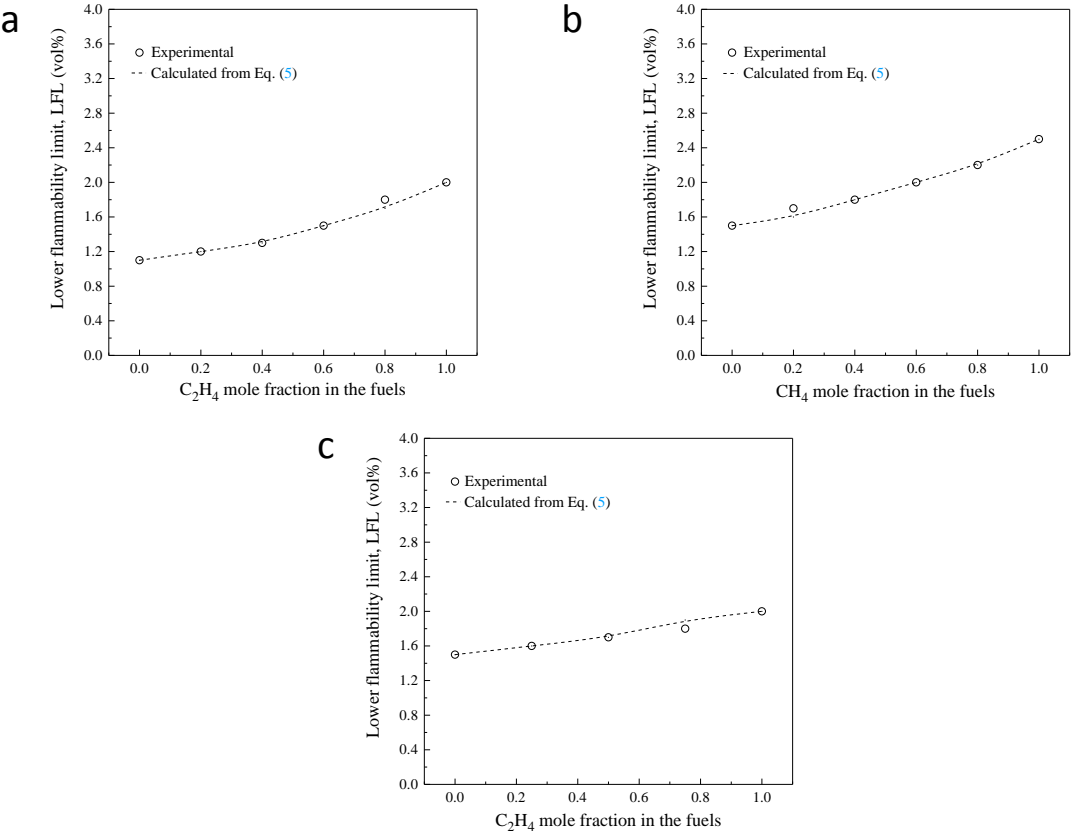 a
Lower flammability limit, LFL (vol%)
4.0
3.6
3.2
2.8
2.4
2.0
1.6
1.2
0.8
0.4
0.0
Experimental
Calculated from Eq. (5)
0.0 0.2 0.4 0.6 0.8 1.0
C₂H₄ mole fraction in the fuels
b
Lower flammability limit, LFL (vol%)
4.0
3.6
3.2
2.8
2.4
2.0
1.6
1.2
0.8
0.4
0.0
Experimental
Calculated from Eq. (5)
0.0 0.2 0.4 0.6 0.8 1.0
CH₄ mole fraction in the fuels
c
Lower flammability limit, LFL (vol%)
4.0
3.6
3.2
2.8
2.4
2.0
1.6
1.2
0.8
0.4
0.0
Experimental
Calculated from Eq. (5)
0.0 0.2 0.4 0.6 0.8 1.0
C₂H₄ mole fraction in the fuels